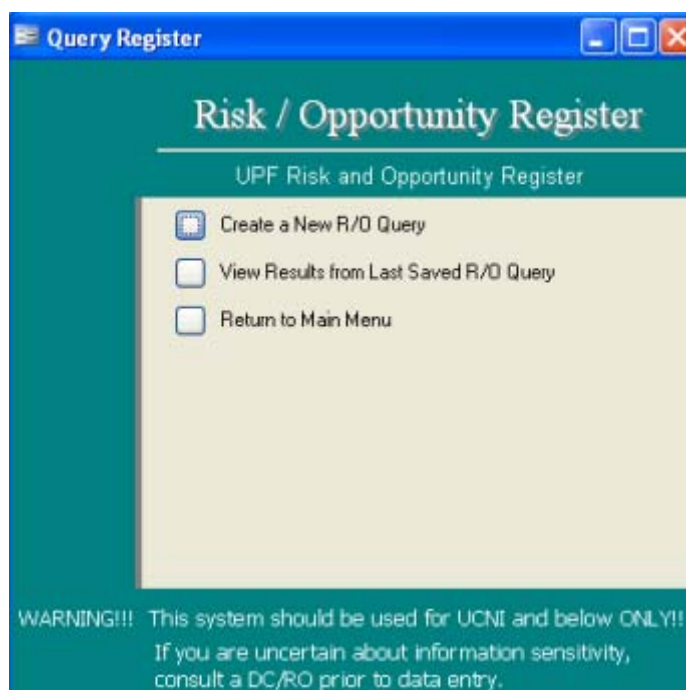 Query Register
Risk / Opportunity Register
UPF Risk and Opportunity Register
Create a New R/O Query
View Results from Last Saved R/O Query
Return to Main Menu
WARNING!!! This system should be used for UCNI and below ONLY!!
If you are uncertain about information sensitivity,
consult a DC/RO prior to data entry.